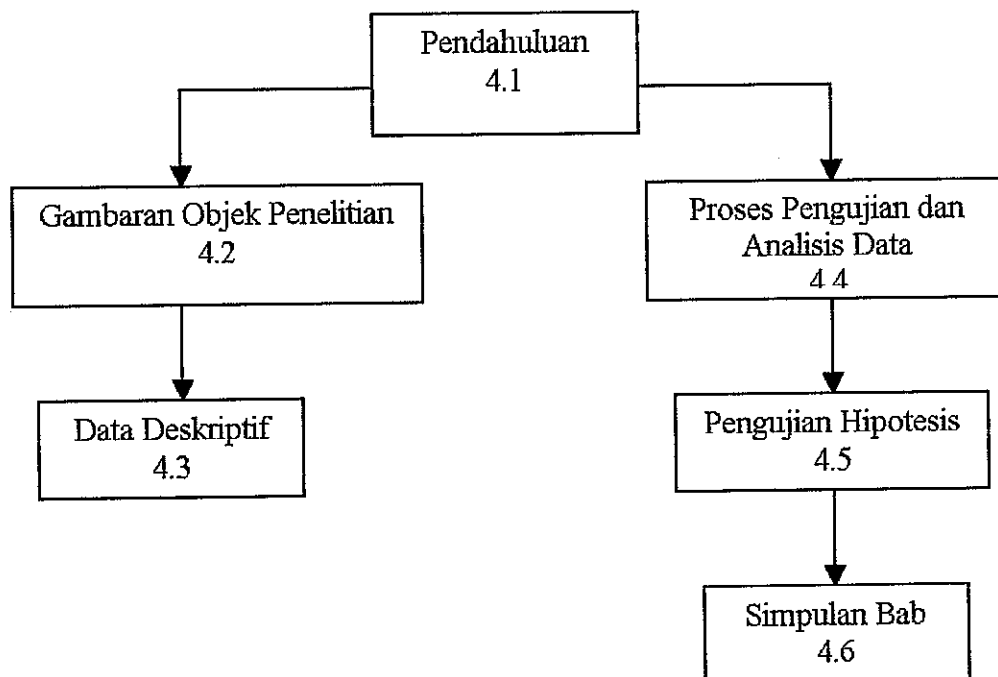 Pendahuluan
4.1
Gambaran Objek Penelitian
4.2
Proses Pengujian dan
Analisis Data
4 4
Data Deskriptif
4.3
Pengujian Hipotesis
4.5
Simpulan Bab
4.6